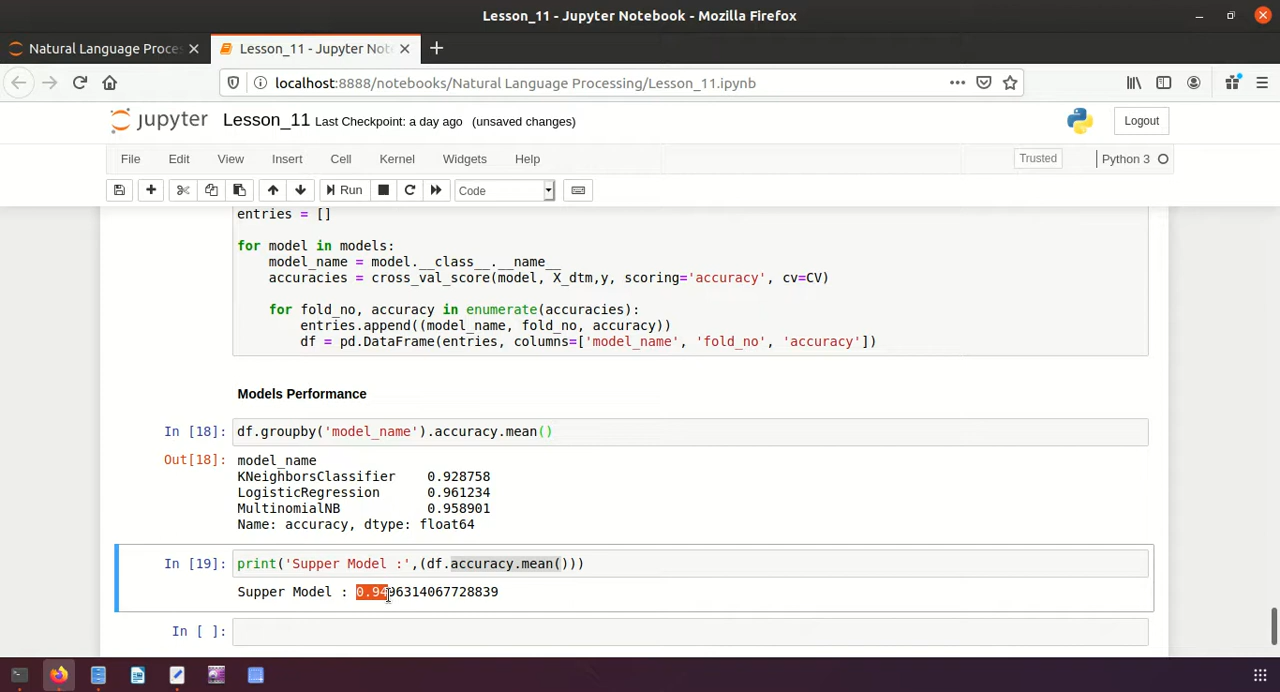 Lesson_11 - Jupyter Notebook - Mozilla Firefox
Natural Language Proces
Lesson_11 - Jupyter Not
localhost:8888/notebooks/Natural Language Processing/Lesson_11.ipynb
jupyter Lesson_11 Last Checkpoint: a day ago (unsaved changes)
Logout
File Edit View Insert Cell Kernel Widgets Help
Trusted
Python 3
Run
Code
entries = []
for model in models:
    model_name = model.__class__.__name__
    accuracies = cross_val_score(model, X_dtm,y, scoring='accuracy', cv=CV)
    for fold_no, accuracy in enumerate(accuracies):
        entries.append((model_name, fold_no, accuracy))
        df = pd.DataFrame(entries, columns=['model_name', 'fold_no', 'accuracy'])
Models Performance
In [18]: df.groupby('model_name').accuracy.mean()
Out[18]: model_name
KNeighborsClassifier    0.928758
LogisticRegression      0.961234
MultinomialNB           0.958901
Name: accuracy, dtype: float64
In [19]: print('Supper Model :',(df.accuracy.mean()))
Supper Model : 0.9496314067728839
In [ ]: